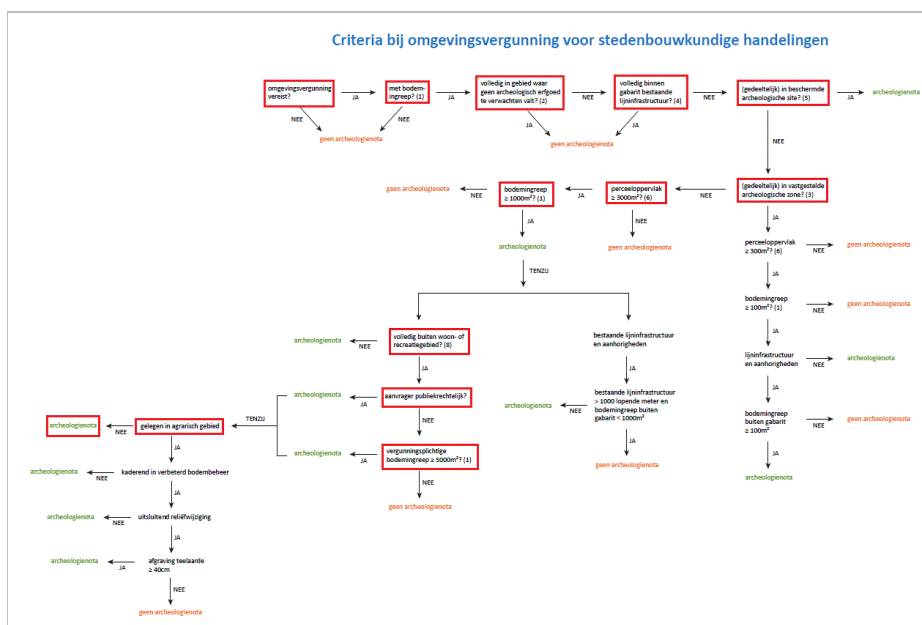 Criteria bij omgevingsvergunning voor stedenbouwkundige handelingen
omgevingsvergunning
vereist?
JA
met bodem-
ingreep? (1)
JA
volledig in gebied waar
geen archeologisch erfgoed
te verwachten valt? (2)
NEE
volledig binnen
gabarit bestaande
lijninfrastructuur? (4)
NEE
(gedeeltelijk) in beschermde
archeologische site? (5)
JA
archeologienota
NEE
NEE
JA
JA
geen archeologienota
geen archeologienota
NEE
geen archeologienota
NEE
bodemingreep
≥ 1000m²? (1)
JA
perceeloppervlak
≥ 3000m²? (6)
NEE
(gedeeltelijk) in vastgestelde
archeologische zone? (3)
JA
NEE
JA
archeologienota
geen archeologienota
perceeloppervlak
≥ 300m²? (6)
NEE
geen archeologienota
TENZIJ
JA
bodemingreep
≥ 100m²? (1)
NEE
geen archeologienota
archeologienota
NEE
volledig buiten woon- of
recreatiegebied? (8)
bestaande lijninfrastructuur
en aanhorigheden
JA
lijninfrastructuur
en aanhorigheden
NEE
archeologienota
JA
JA
JA
archeologienota
JA
aanvrager publiekrechtelijk?
archeologienota
NEE
bestaande lijninfrastructuur
> 1000 lopende meter en
bodemingreep buiten
gabarit < 1000m²
bodemingreep
buiten gabarit
≥ 100m²
NEE
geen archeologienota
archeologienota
NEE
gelegen in agrarisch gebied
TENZIJ
NEE
JA
JA
JA
archeologienota
JA
vergunningsplichtige
bodemingreep ≥ 5000m²? (1)
geen archeologienota
archeologienota
archeologienota
NEE
kaderend in verbeterd bodembeheer
NEE
JA
geen archeologienota
archeologienota
NEE
uitsluitend reliëfwijziging
JA
archeologienota
JA
afgraving teelaarde
≥ 40cm
NEE
geen archeologienota